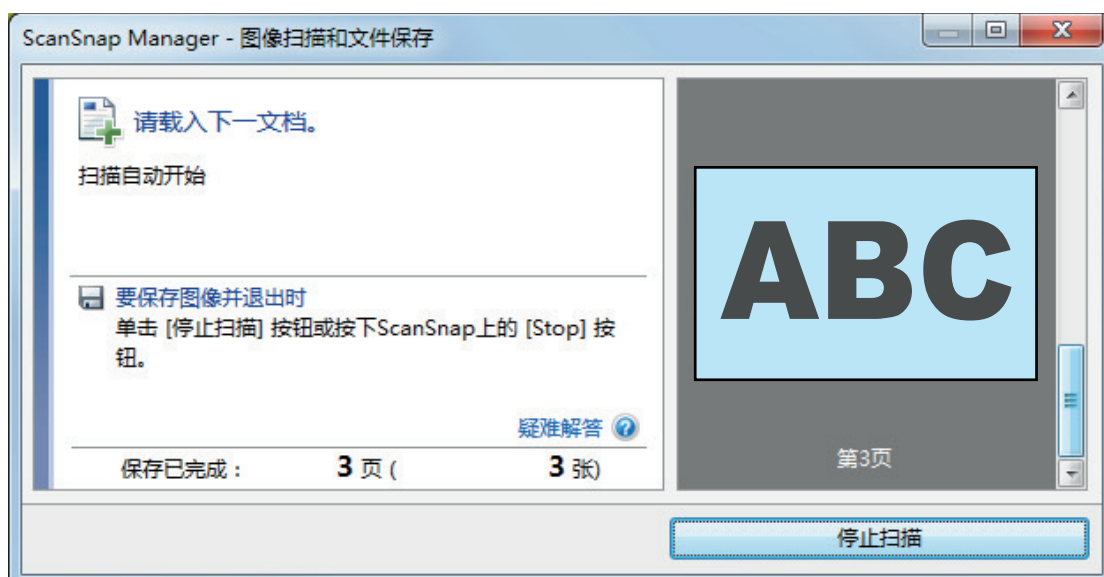 ScanSnap Manager - 图像扫描和文件保存
请载入下一文档。
扫描自动开始
要保存图像并退出时
单击 [停止扫描] 按钮或按下ScanSnap上的 [Stop] 按
钮。
疑难解答
保存已完成： 3 页 ( 3 张)
ABC
第3页
停止扫描